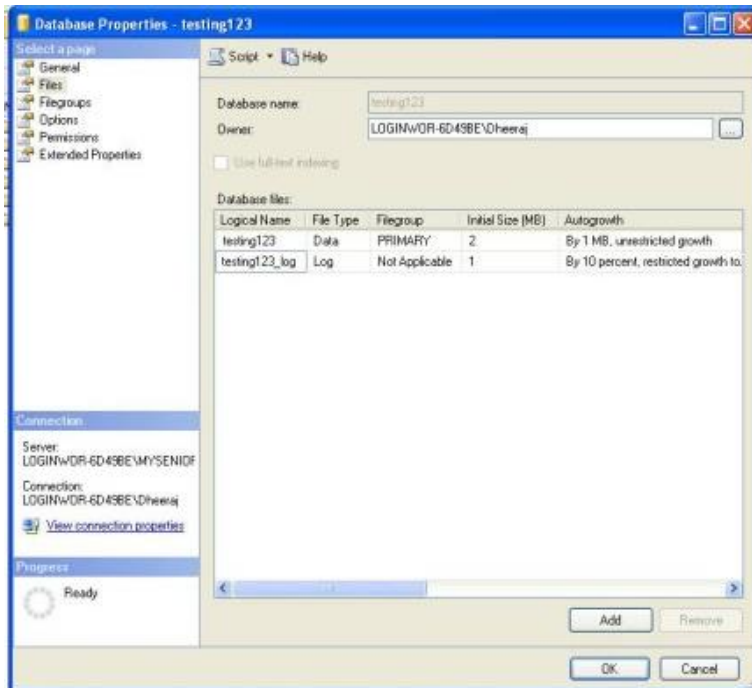 Database Properties - testing123
Select a page
General
Files
Filegroups
Options
Permissions
Extended Properties
Script Help
Database name: testing123
Owner: LOGINWOR-6D49BE\Dheeraj ...
Use full-text indexing
Database files:
Logical Name File Type Filegroup Initial Size (MB) Autogrowth
testing123 Data PRIMARY 2 By 1 MB, unrestricted growth
testing123_log Log Not Applicable 1 By 10 percent, restricted growth to
Connection
Server:
LOGINWOR-6D49BE\MYSENIOR
Connection:
LOGINWOR-6D49BE\Dheeraj
View connection properties
Progress
Ready
Add Remove
OK Cancel